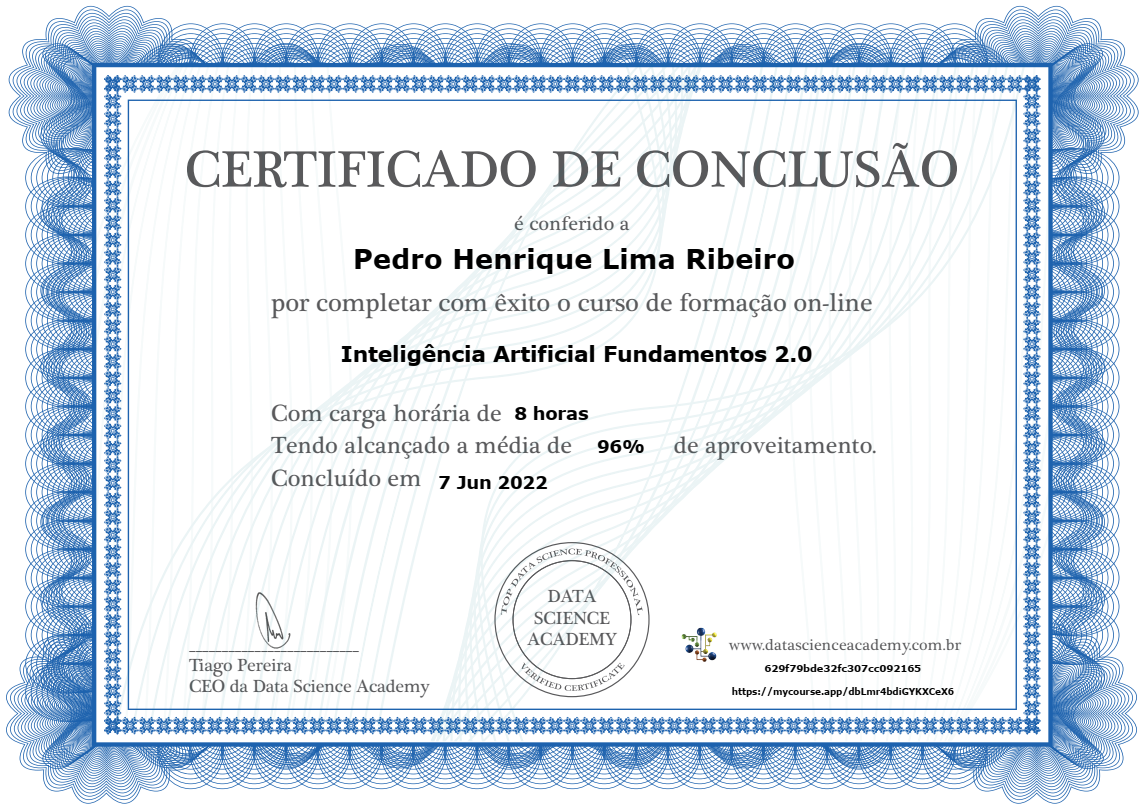 CERTIFICADO DE CONCLUSÃO
é conferido a
Pedro Henrique Lima Ribeiro
por completar com êxito o curso de formação on-line
Inteligência Artificial Fundamentos 2.0
Com carga horária de 8 horas
Tendo alcançado a média de 96% de aproveitamento.
Concluído em 7 Jun 2022
TOP DATA SCIENCE PROFESSIONAL
DATA
SCIENCE
ACADEMY
VERIFIED CERTIFICATE
Tiago Pereira
CEO da Data Science Academy
www.datascienceacademy.com.br
629f79bde32fc307cc092165
https://mycourse.app/dbLmr4bdiGYKXCeX6